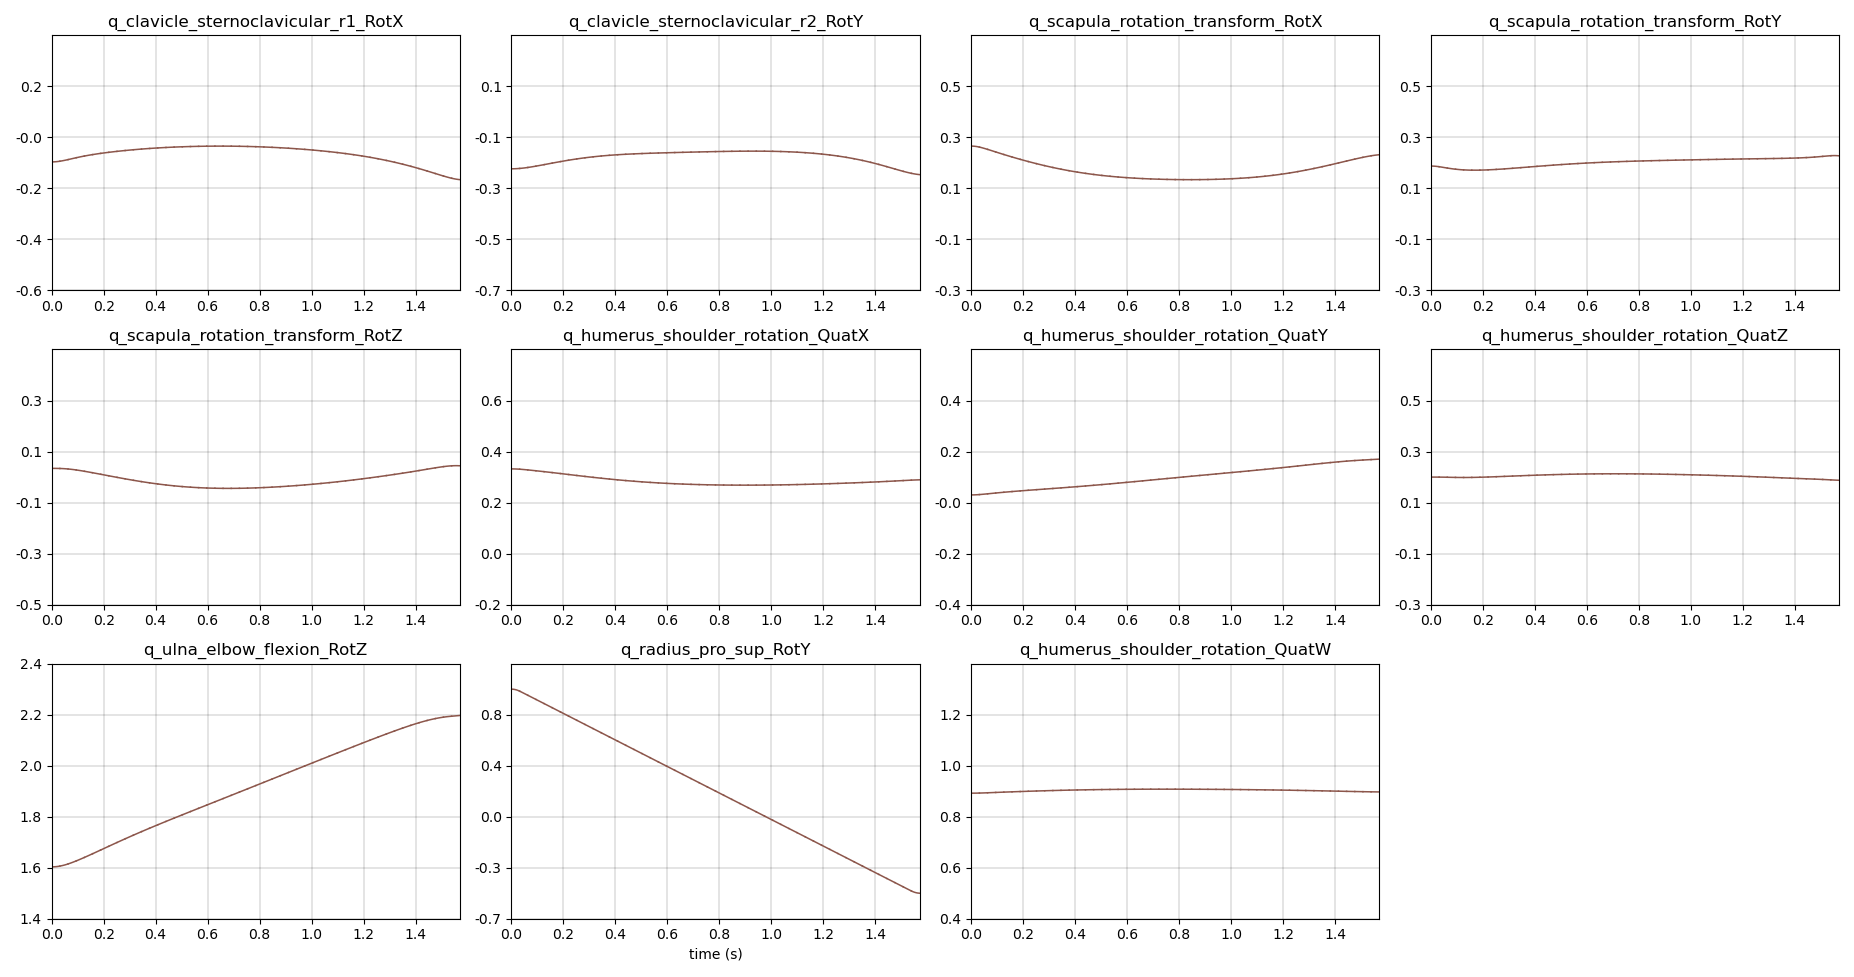 q_clavicle_sternoclavicular_r1_RotX q_clavicle_sternoclavicular_r2_RotY q_scapula_rotation_transform_RotX q_scapula_rotation_transform_RotY
0.2 0.1 0.5 0.5
-0.0 -0.1 0.3 0.3
-0.2 -0.3 0.1 0.1
-0.4 -0.5 -0.1 -0.1
-0.6 -0.7 -0.3 -0.3
0.0 0.2 0.4 0.6 0.8 1.0 1.2 1.4 0.0 0.2 0.4 0.6 0.8 1.0 1.2 1.4 0.0 0.2 0.4 0.6 0.8 1.0 1.2 1.4 0.0 0.2 0.4 0.6 0.8 1.0 1.2 1.4
q_scapula_rotation_transform_RotZ q_humerus_shoulder_rotation_QuatX q_humerus_shoulder_rotation_QuatY q_humerus_shoulder_rotation_QuatZ
0.3 0.6 0.4 0.5
0.1 0.4 0.2 0.3
-0.1 0.2 -0.0 0.1
-0.3 0.0 -0.2 -0.1
-0.5 -0.2 -0.4 -0.3
0.0 0.2 0.4 0.6 0.8 1.0 1.2 1.4 0.0 0.2 0.4 0.6 0.8 1.0 1.2 1.4 0.0 0.2 0.4 0.6 0.8 1.0 1.2 1.4 0.0 0.2 0.4 0.6 0.8 1.0 1.2 1.4
q_ulna_elbow_flexion_RotZ q_radius_pro_sup_RotY q_humerus_shoulder_rotation_QuatW
2.4
2.2 0.8 1.2
2.0 0.4 1.0
1.8 0.0 0.8
1.6 -0.3 0.6
1.4 -0.7 0.4
0.0 0.2 0.4 0.6 0.8 1.0 1.2 1.4 0.0 0.2 0.4 0.6 0.8 1.0 1.2 1.4 0.0 0.2 0.4 0.6 0.8 1.0 1.2 1.4
time (s)